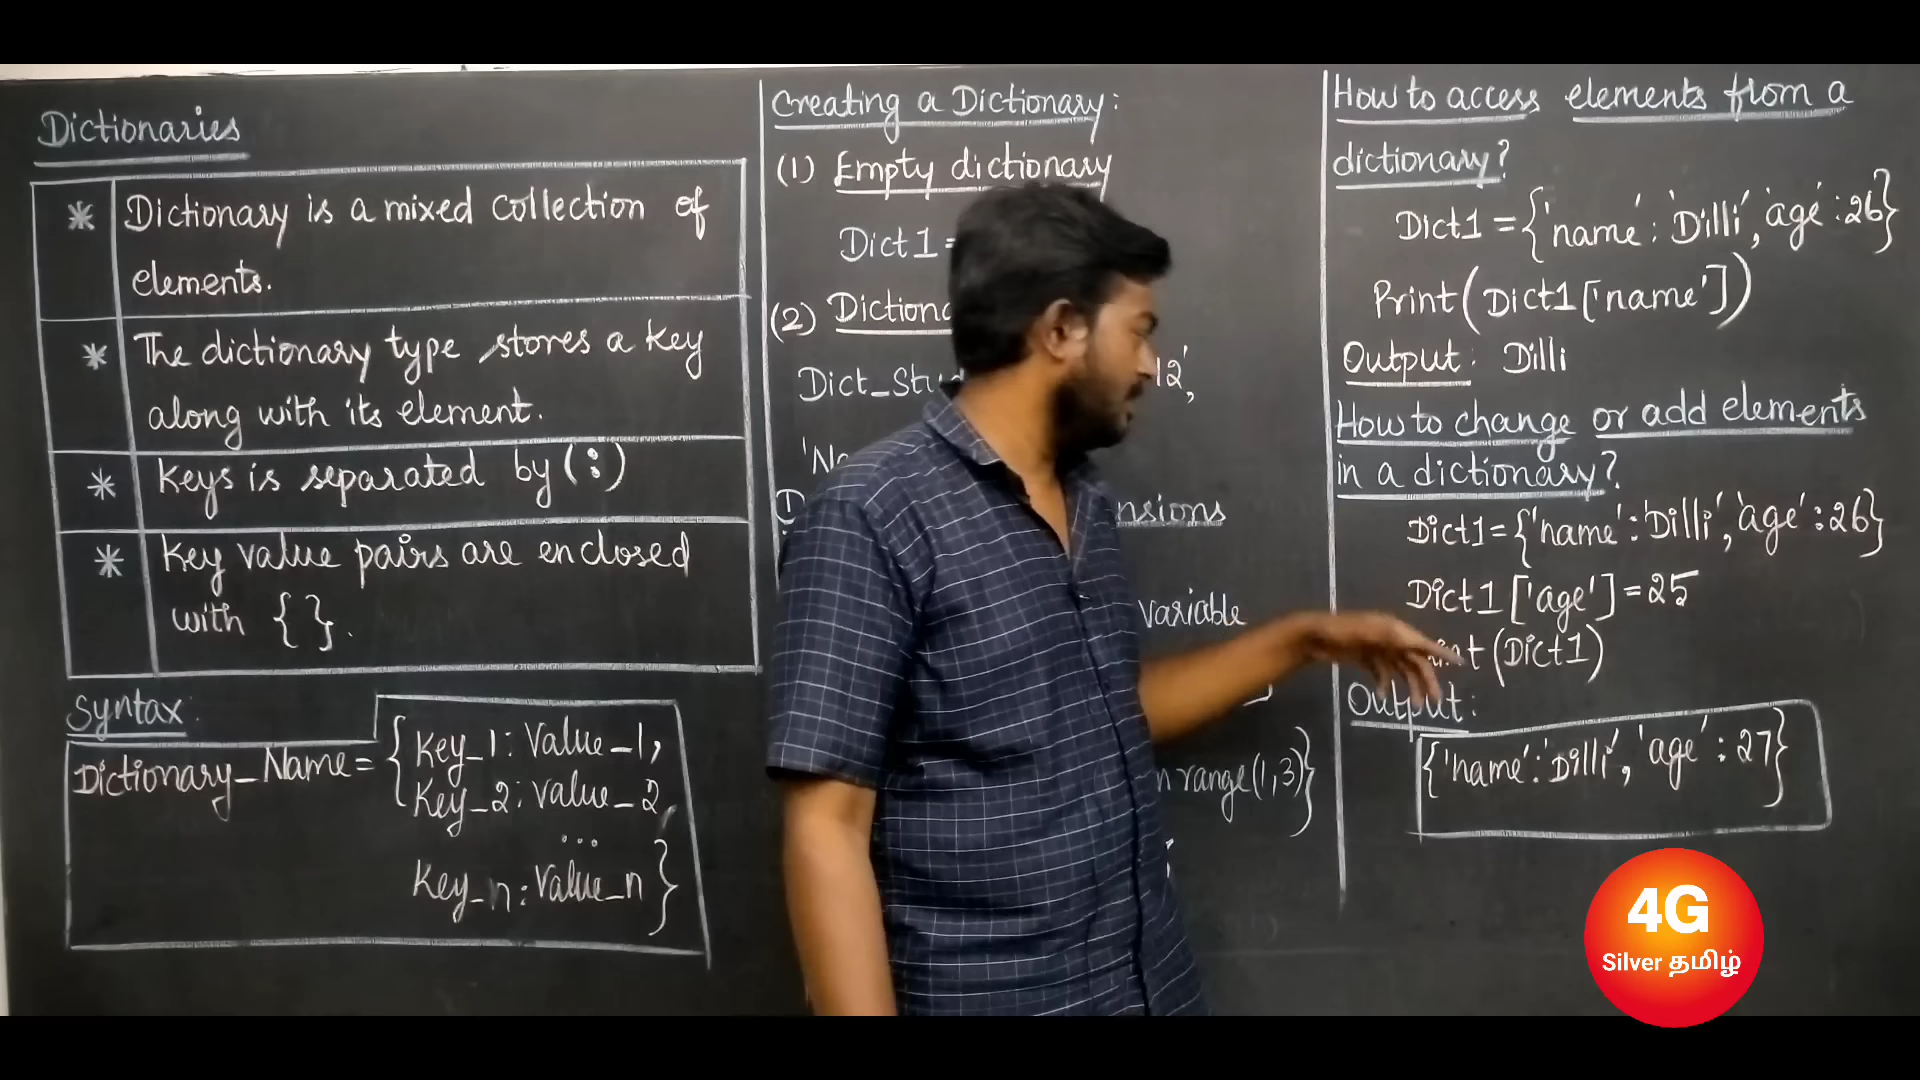 Dictionaries
* Dictionary is a mixed collection of
elements.
* The dictionary type stores a key
along with its element.
* Keys is separated by (:)
* Key value pairs are enclosed
with { }.
Syntax:
Dictionary_Name = { Key_1: Value_1,
Key_2: Value_2,
...
Key_n: Value_n }
Creating a Dictionary:
(1) Empty dictionary
Dict1 =
(2)
12',
variable
range(1,3)}
How to access elements from a
dictionary?
Dict1 = {'name': 'Dilli', 'age': 26}
Print(Dict1['name'])
Output: Dilli
How to change or add elements
in a dictionary?
Dict1={'name': 'Dilli', 'age': 26}
Dict1['age']=25
(Dict1)
Output:
{'name': 'Dilli', 'age': 27}
4G
Silver தமிழ்